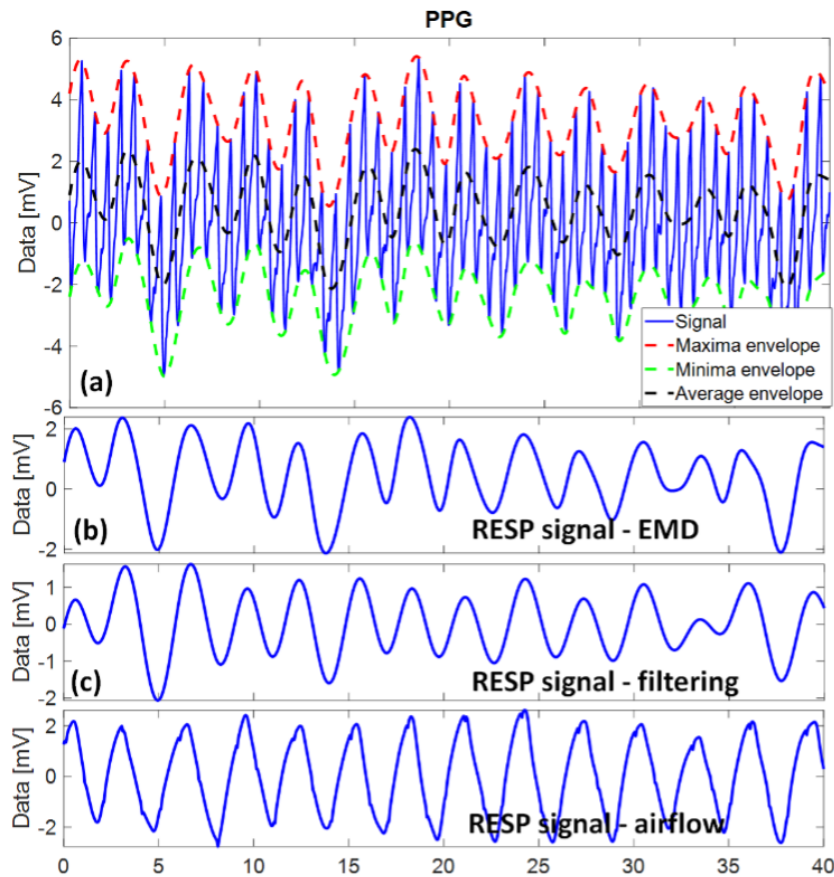 PPG
6
4
2
0
-2
-4
-6
Data [mV]
(a)
Signal
Maxima envelope
Minima envelope
Average envelope
2
0
-2
Data [mV]
(b)
RESP signal - EMD
1
0
-1
-2
Data [mV]
(c)
RESP signal - filtering
2
0
-2
Data [mV]
RESP signal - airflow
0 5 10 15 20 25 30 35 40